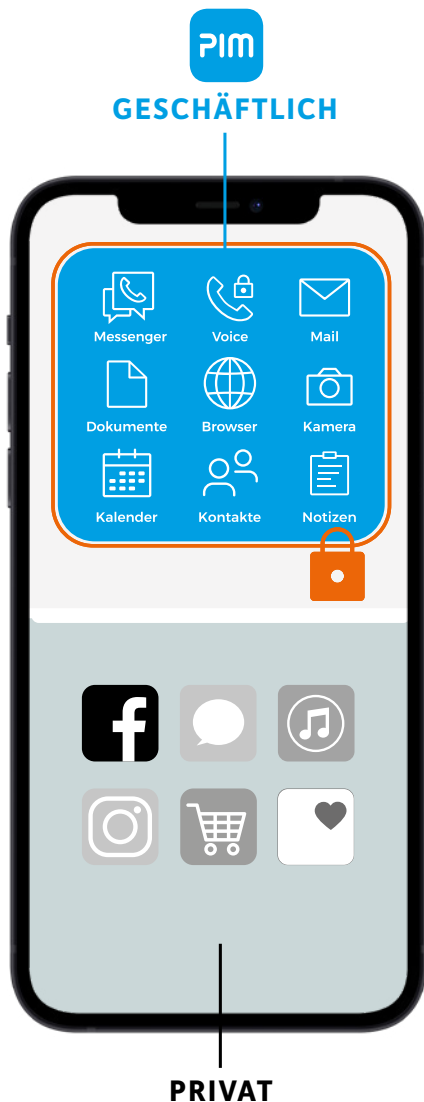 PIM
GESCHÄFTLICH
Messenger Voice Mail
Dokumente Browser Kamera
Kalender Kontakte Notizen
PRIVAT